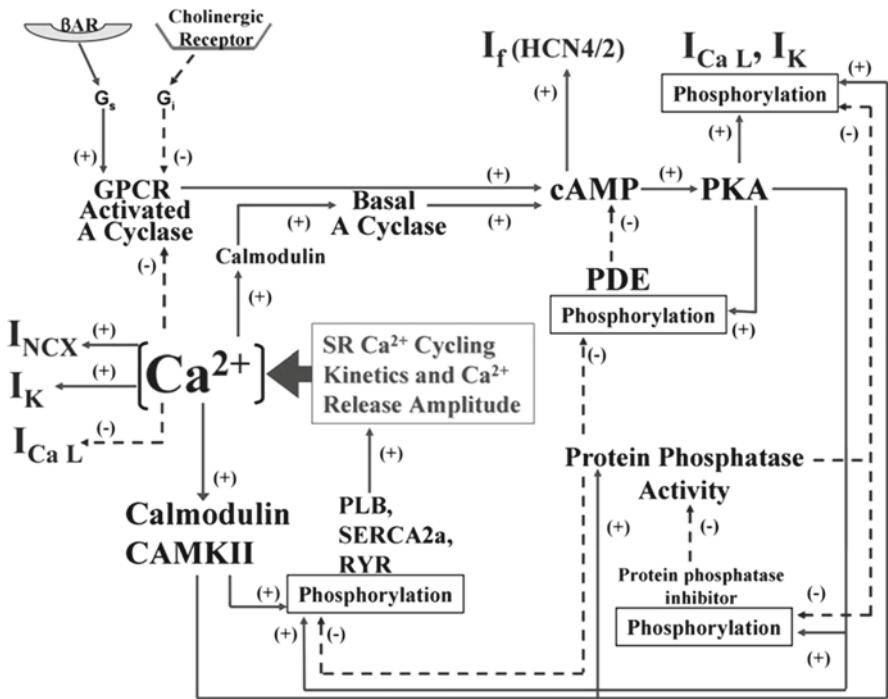 βAR
Cholinergic
Receptor
Gs
Gi
(+)
(-)
GPCR
Activated
A Cyclase
(-)
(+)
Calmodulin
(+)
Basal
A Cyclase
(+)
(+)
cAMP
(+)
If (HCN4/2)
(+)
PKA
(+)
ICa L, IK
Phosphorylation
(+)
(-)
(-)
PDE
Phosphorylation
(+)
(-)
INCX
(+)
IK
(+)
ICa L
(-)
[Ca²⁺]
SR Ca²⁺ Cycling
Kinetics and Ca²⁺
Release Amplitude
(+)
(+)
Calmodulin
CAMKII
PLB,
SERCA2a,
RYR
Phosphorylation
(+)
(+)
(-)
Protein Phosphatase
Activity
(+)
(-)
Protein phosphatase
inhibitor
Phosphorylation
(-)
(+)